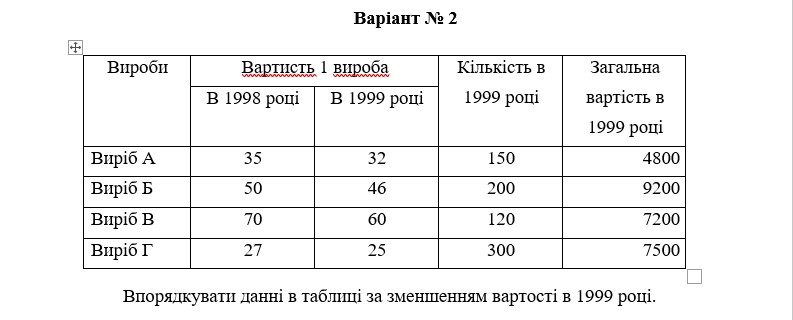 Варіант № 2
Вироби Вартисть 1 вироба Кількість в 1999 році Загальна вартість в 1999 році
В 1998 році В 1999 році
Виріб А 35 32 150 4800
Виріб Б 50 46 200 9200
Виріб В 70 60 120 7200
Виріб Г 27 25 300 7500
Впорядкувати данні в таблиці за зменшенням вартості в 1999 році.